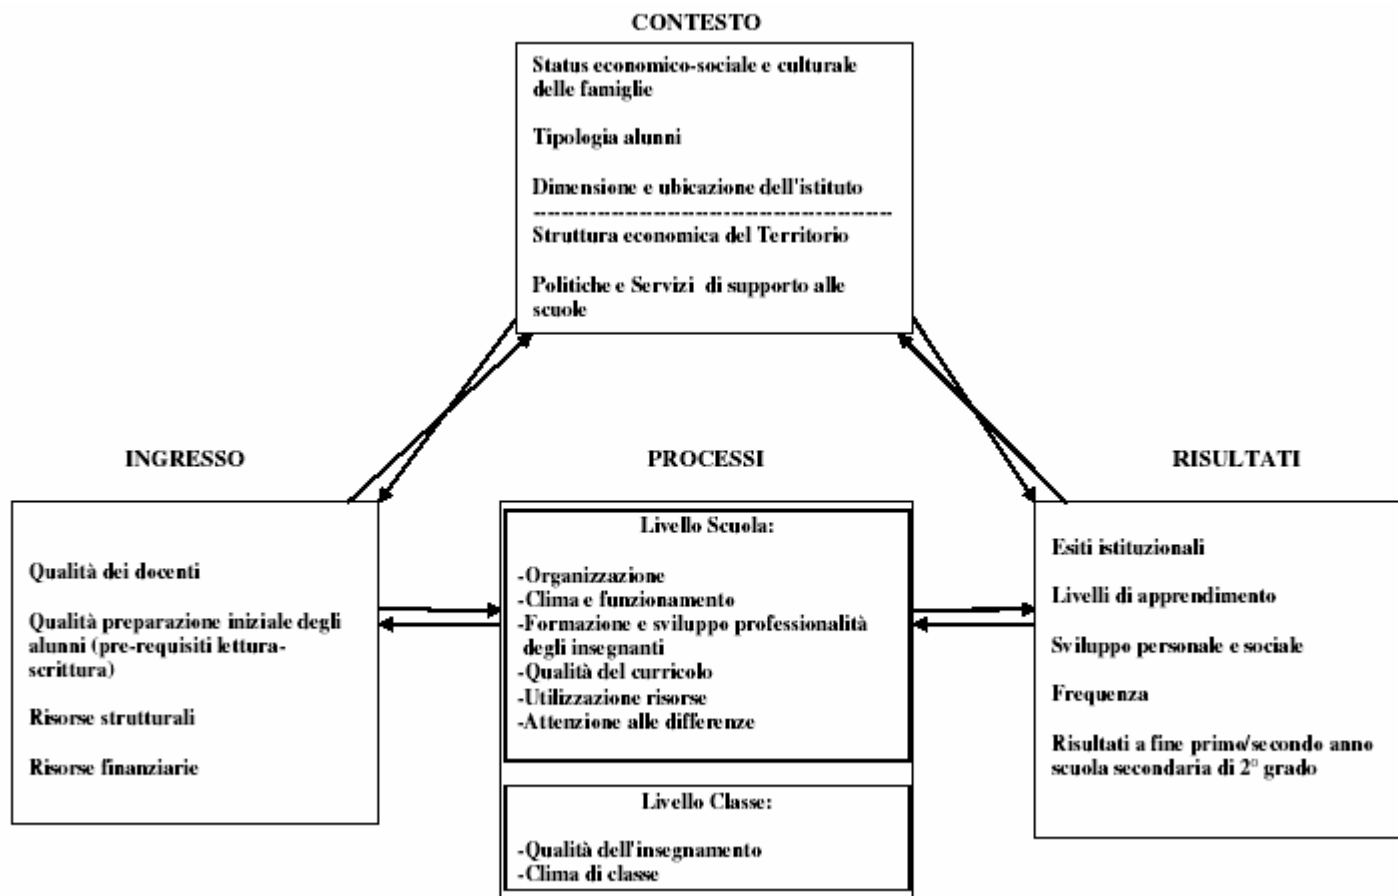 CONTESTO
Status economico-sociale e culturale
delle famiglie
Tipologia alunni
Dimensione e ubicazione dell'istituto
---------------------------------------------------
Struttura economica del Territorio
Politiche e Servizi di supporto alle
scuole
INGRESSO
Qualità dei docenti
Qualità preparazione iniziale degli
alunni (pre-requisiti lettura-
scrittura)
Risorse strutturali
Risorse finanziarie
PROCESSI
Livello Scuola:
-Organizzazione
-Clima e funzionamento
-Formazione e sviluppo professionalità
degli insegnanti
-Qualità del curricolo
-Utilizzazione risorse
-Attenzione alle differenze
Livello Classe:
-Qualità dell'insegnamento
-Clima di classe
RISULTATI
Esiti istituzionali
Livelli di apprendimento
Sviluppo personale e sociale
Frequenza
Risultati a fine primo/secondo anno
scuola secondaria di 2° grado